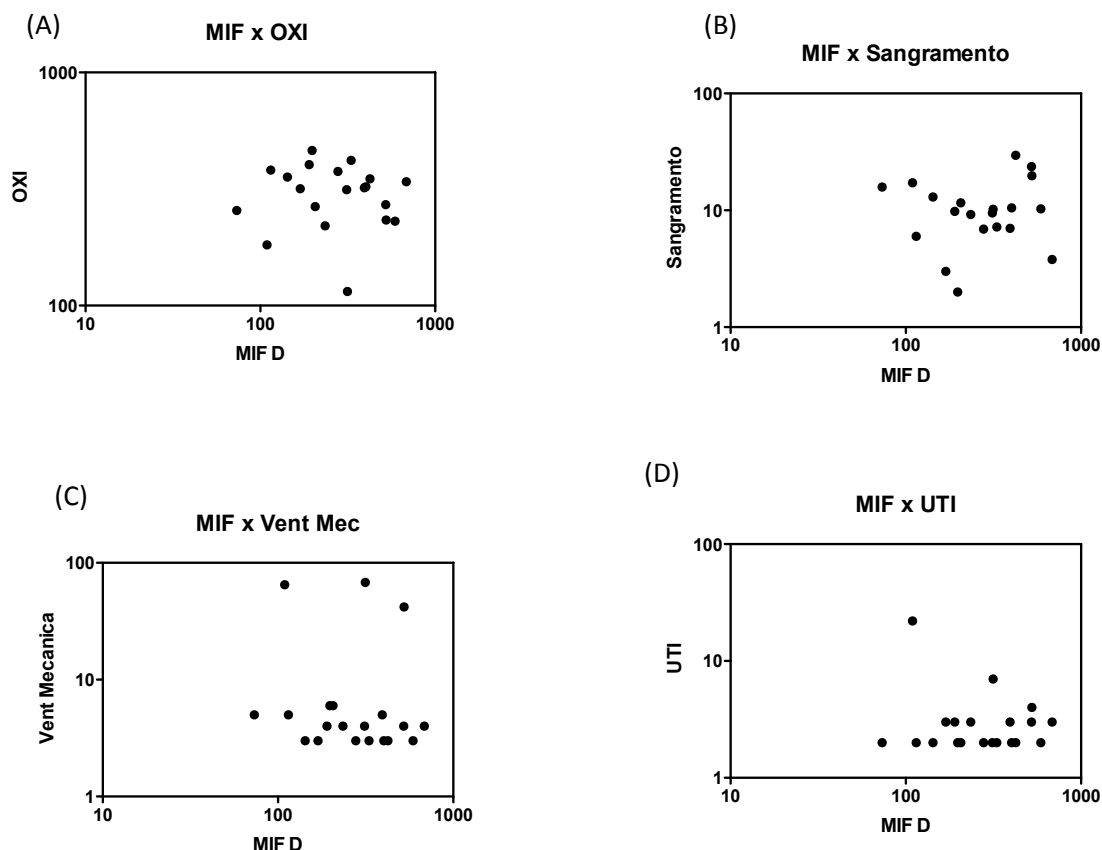 (A)
MIF x OXI
1000
OXI
100
10
100
1000
MIF D
(B)
MIF x Sangramento
100
Sangramento
10
1
10
100
1000
MIF D
(C)
MIF x Vent Mec
100
Vent Mecanica
10
1
10
100
1000
MIF D
(D)
MIF x UTI
100
UTI
10
1
10
100
1000
MIF D